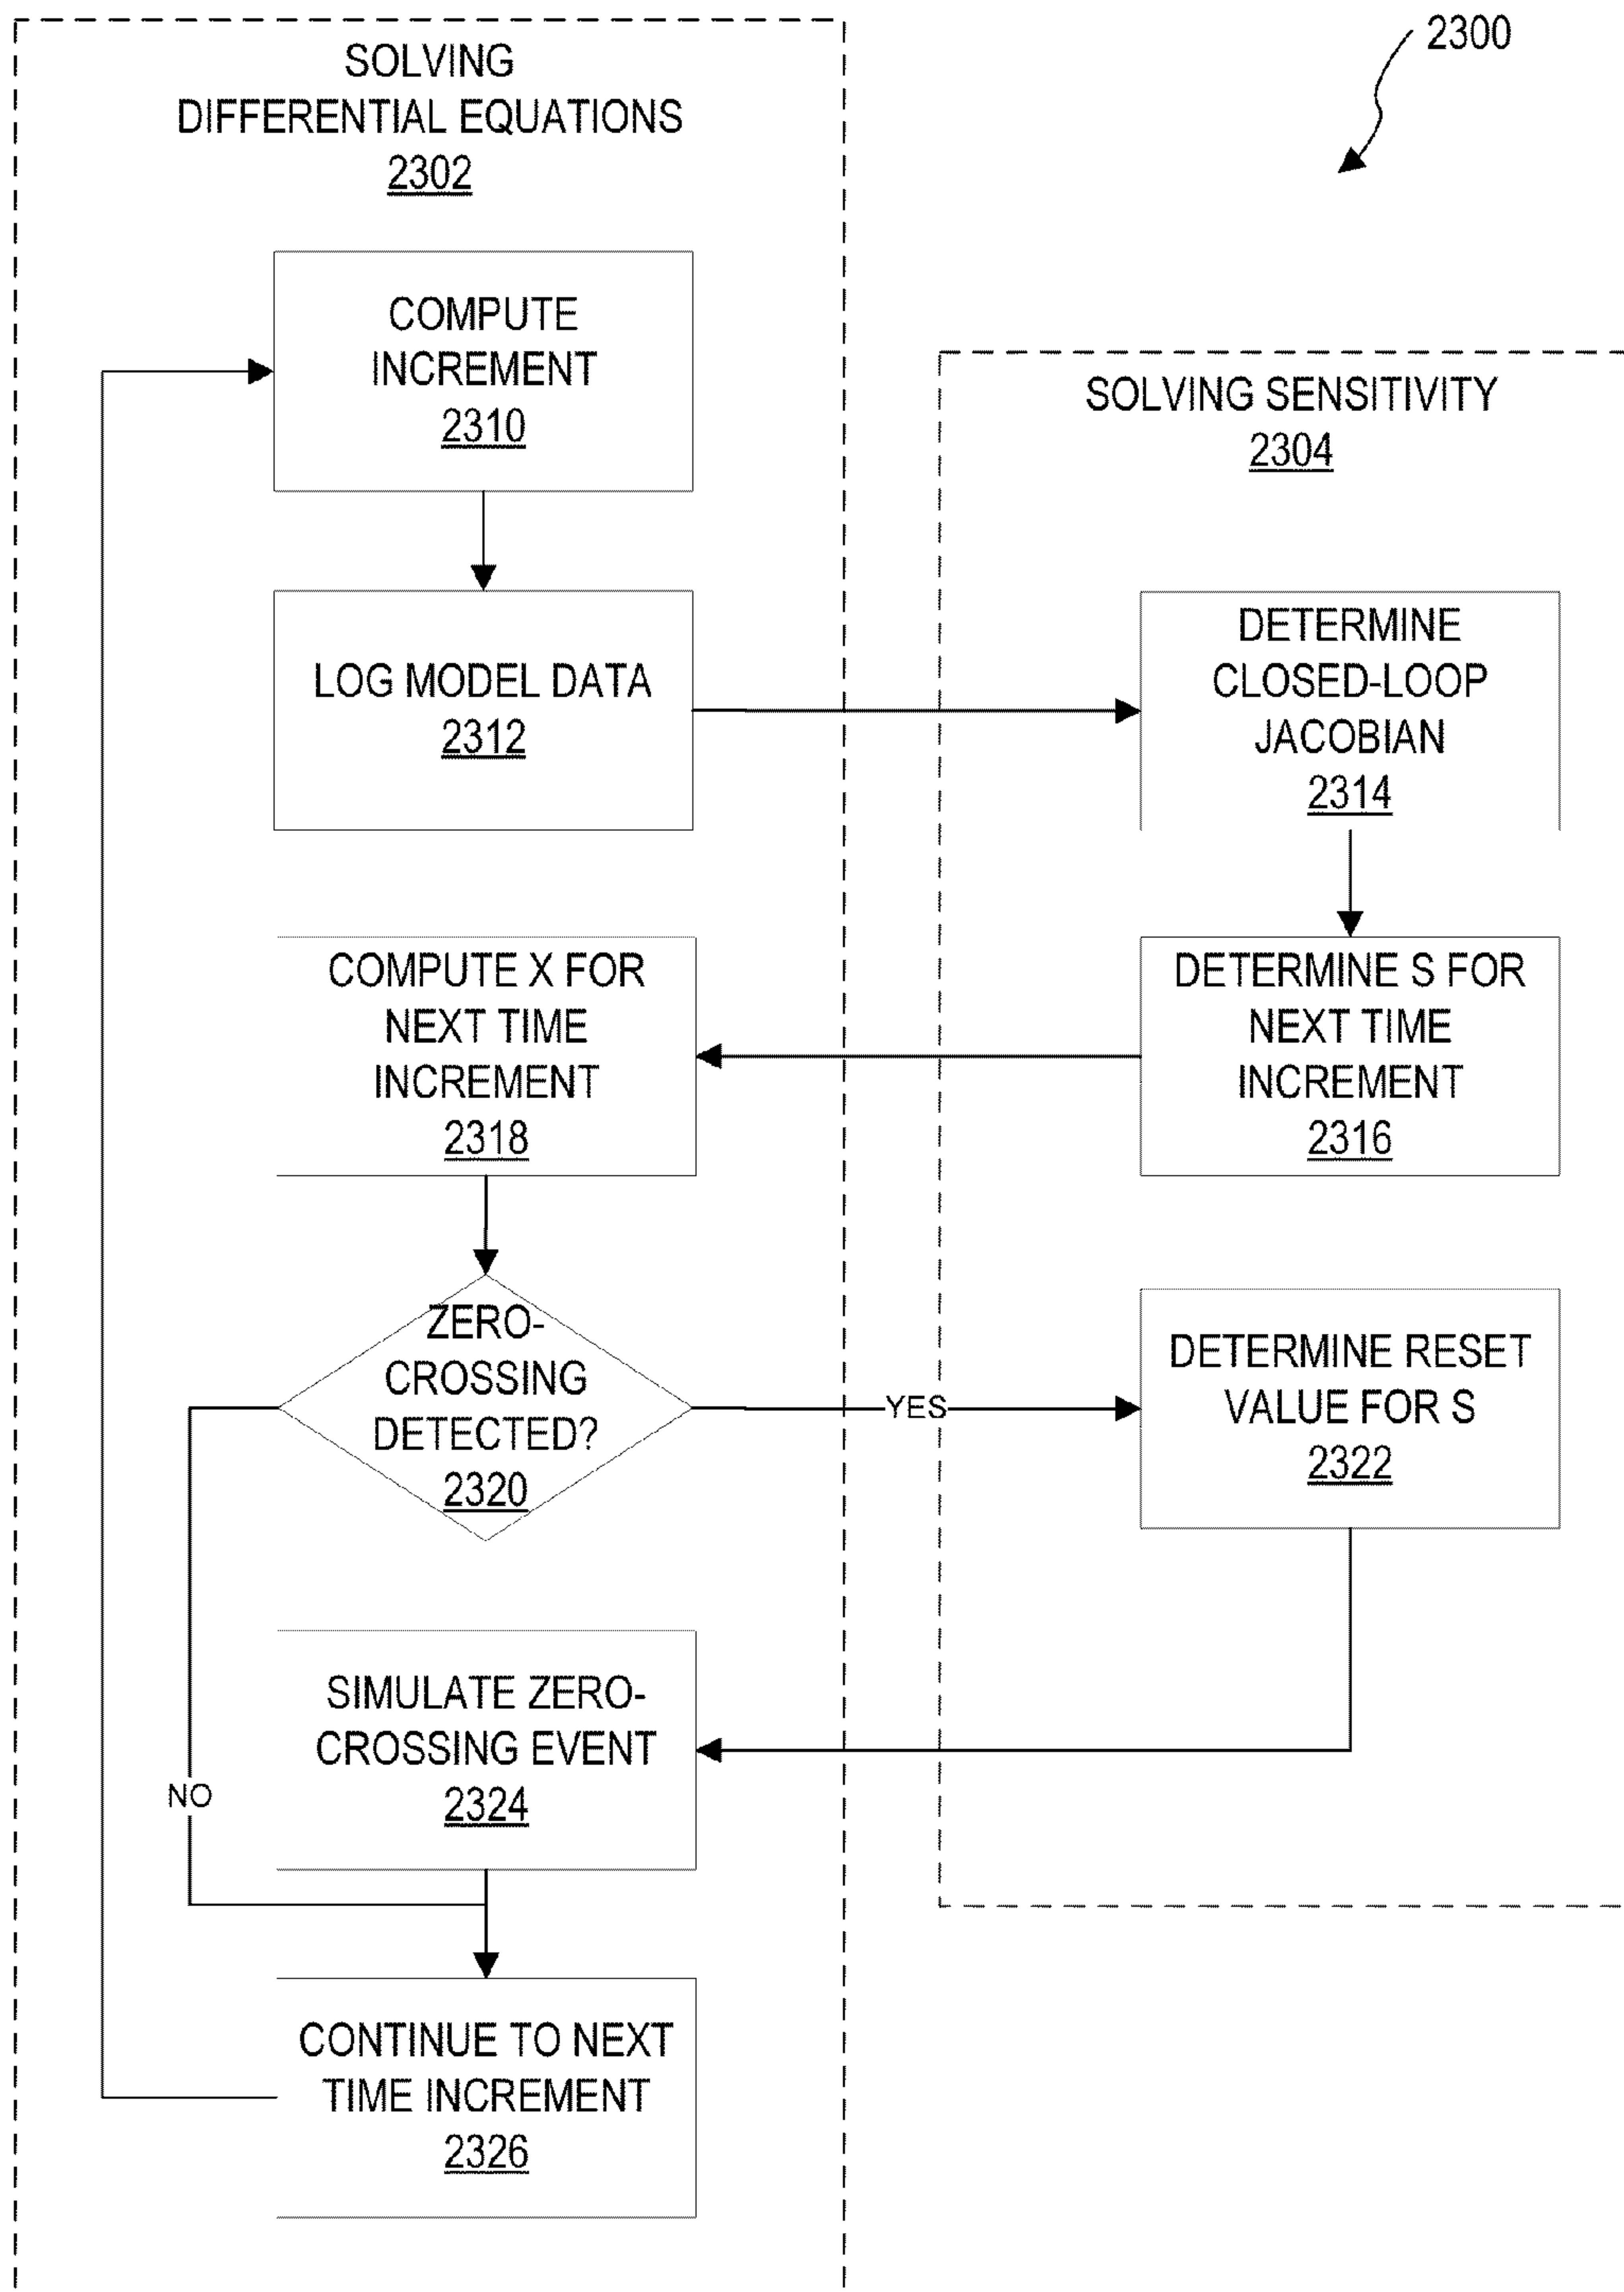 2300
SOLVING
DIFFERENTIAL EQUATIONS
2302
COMPUTE
INCREMENT
2310
SOLVING SENSITIVITY
2304
LOG MODEL DATA
2312
DETERMINE
CLOSED-LOOP
JACOBIAN
2314
COMPUTE X FOR
NEXT TIME
INCREMENT
2318
DETERMINE S FOR
NEXT TIME
INCREMENT
2316
ZERO-
CROSSING
DETECTED?
2320
YES
DETERMINE RESET
VALUE FOR S
2322
SIMULATE ZERO-
CROSSING EVENT
2324
NO
CONTINUE TO NEXT
TIME INCREMENT
2326